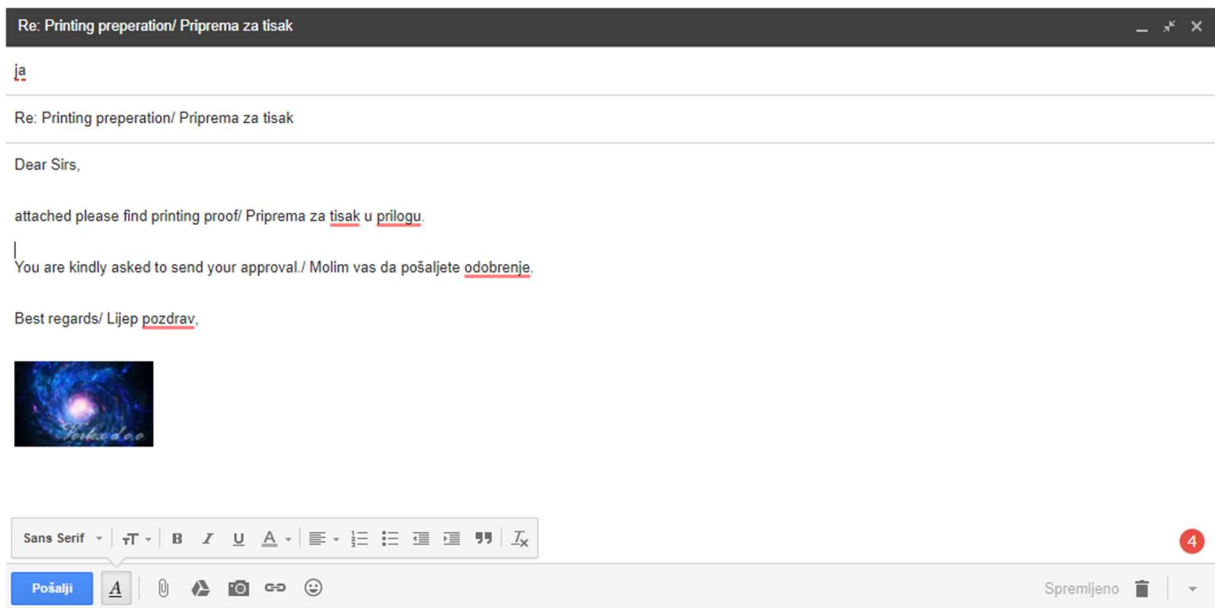 Re: Printing preperation/ Priprema za tisak
ja
Re: Printing preperation/ Priprema za tisak
Dear Sirs,
attached please find printing proof/ Priprema za tisak u prilogu.
You are kindly asked to send your approval./ Molim vas da pošaljete odobrenje.
Best regards/ Lijep pozdrav,
Vortex d.o.o
Sans Serif
4
Pošalji
Spremljeno